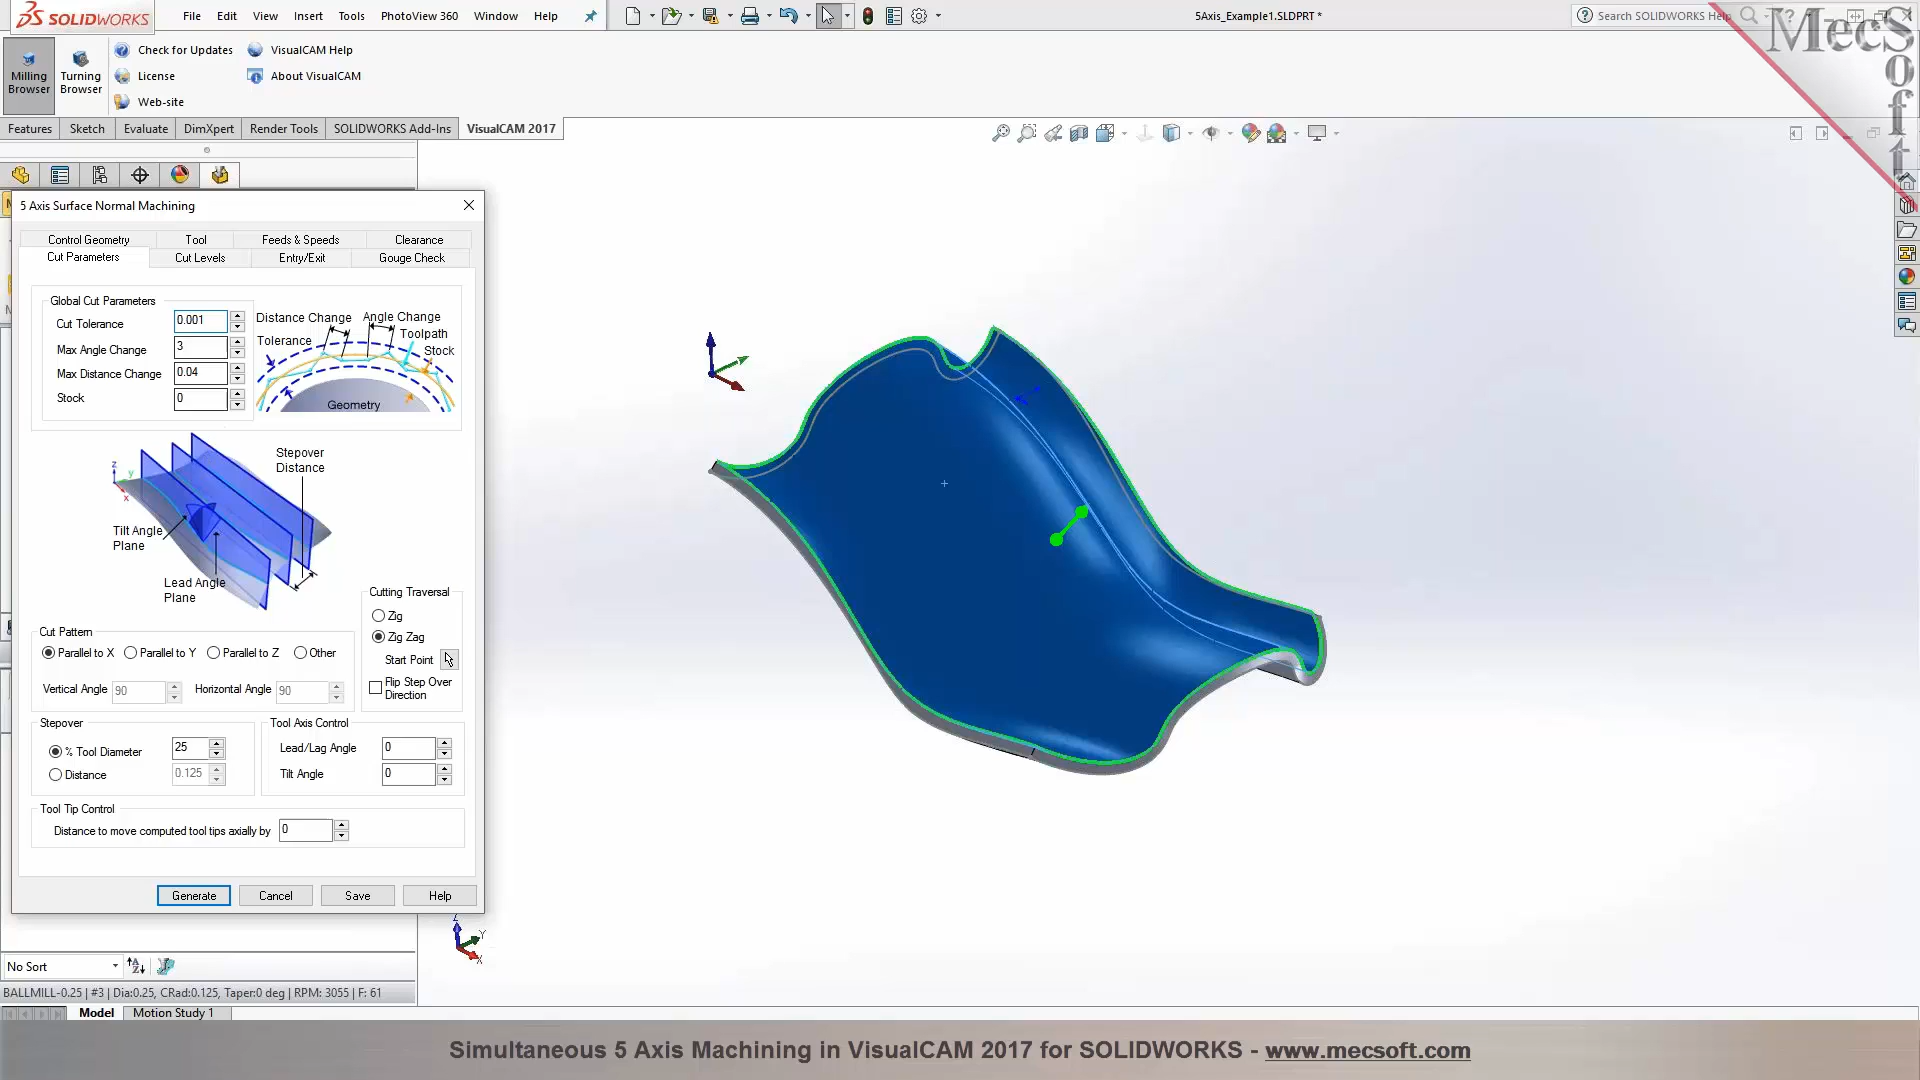 SOLIDWORKS
File Edit View Insert Tools PhotoView 360 Window Help
5Axis_Example1.SLDPRT *
Search SOLIDWORKS Help
MecSoft
Milling Browser
Turning Browser
Check for Updates
VisualCAM Help
License
About VisualCAM
Web-site
Features Sketch Evaluate DimXpert Render Tools SOLIDWORKS Add-Ins VisualCAM 2017
5 Axis Surface Normal Machining
Control Geometry Tool Feeds & Speeds Clearance
Cut Parameters Cut Levels Entry/Exit Gouge Check
Global Cut Parameters
Cut Tolerance 0.001
Max Angle Change 3
Max Distance Change 0.04
Stock 0
Distance Change Angle Change
Tolerance
Toolpath
Stock
Geometry
Stepover
Distance
z
y
x
Tilt Angle
Plane
Lead Angle
Plane
Cutting Traversal
Zig
Zig Zag
Start Point
Flip Step Over
Direction
Cut Pattern
Parallel to X Parallel to Y Parallel to Z Other
Vertical Angle 90 Horizontal Angle 90
Stepover
% Tool Diameter 25
Distance 0.125
Tool Axis Control
Lead/Lag Angle 0
Tilt Angle 0
Tool Tip Control
Distance to move computed tool tips axially by 0
Generate Cancel Save Help
Z
Y
X
No Sort
BALLMILL-0.25 | #3 | Dia:0.25, CRad:0.125, Taper:0 deg | RPM: 3055 | F: 61
Model Motion Study 1
Simultaneous 5 Axis Machining in VisualCAM 2017 for SOLIDWORKS - www.mecsoft.com